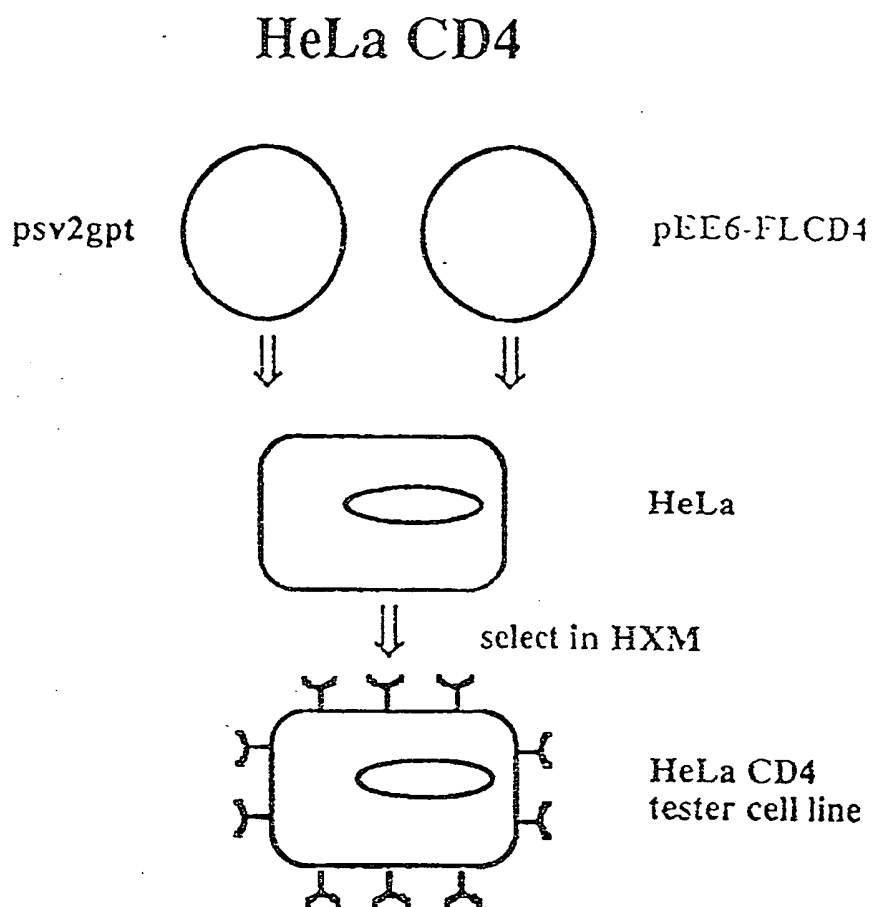 HeLa CD4
psv2gpt
pEE6-FLCD4
HeLa
select in HXM
HeLa CD4
tester cell line